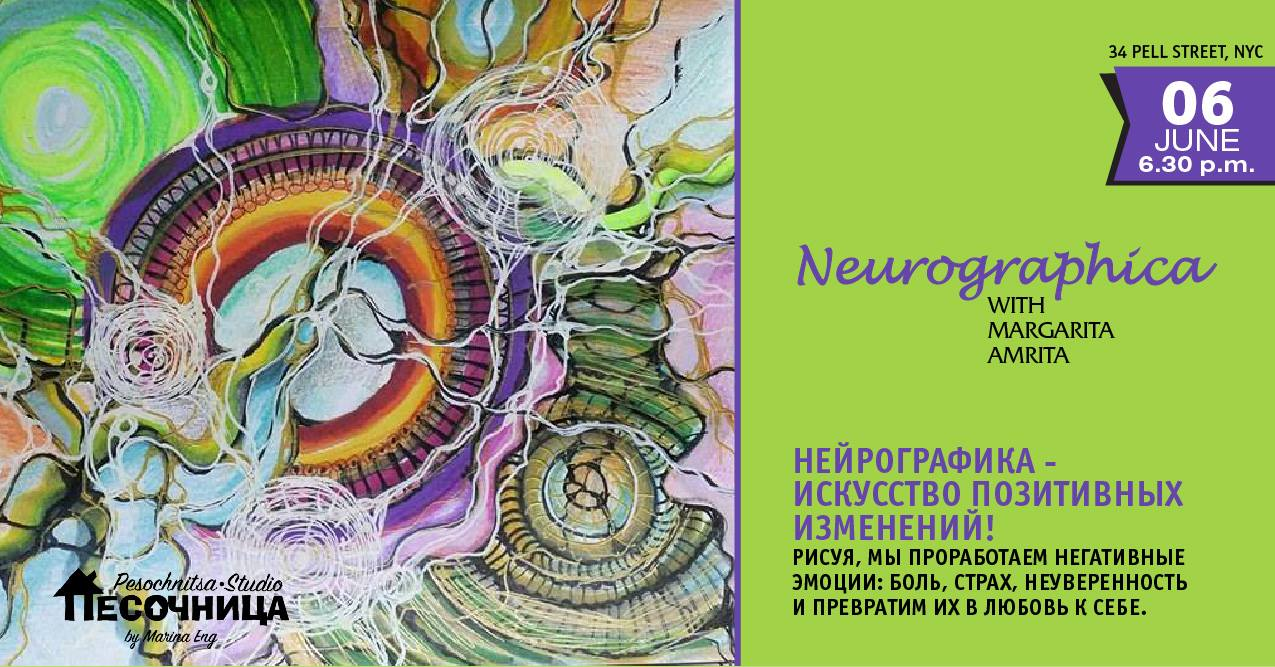 34 PELL STREET, NYC
06
JUNE
6.30 p.m.
Neurographica
WITH
MARGARITA
AMRITA
НЕЙРОГРАФИКА -
ИСКУССТВО ПОЗИТИВНЫХ
ИЗМЕНЕНИЙ!
РИСУЯ, МЫ ПРОРАБОТАЕМ НЕГАТИВНЫЕ
ЭМОЦИИ: БОЛЬ, СТРАХ, НЕУВЕРЕННОСТЬ
И ПРЕВРАТИМ ИХ В ЛЮБОВЬ К СЕБЕ.
Pesochnitsa•Studio
ПЕСОЧНИЦА
by Marina Eng